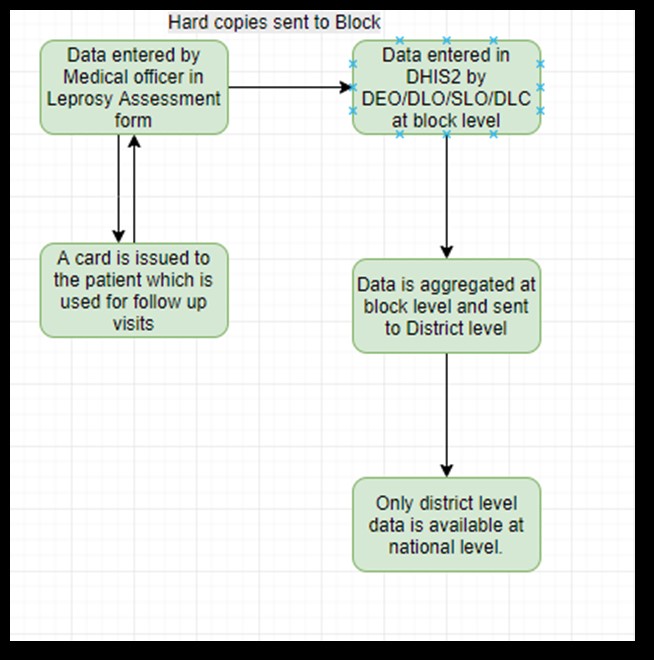 Hard copies sent to Block
Data entered by
Medical officer in
Leprosy Assessment
form
Data entered in
DHIS2 by
DEO/DLO/SLO/DLC
at block level
A card is issued to
the patient which is
used for follow up
visits
Data is aggregated at
block level and sent
to District level
Only district level
data is available at
national level.